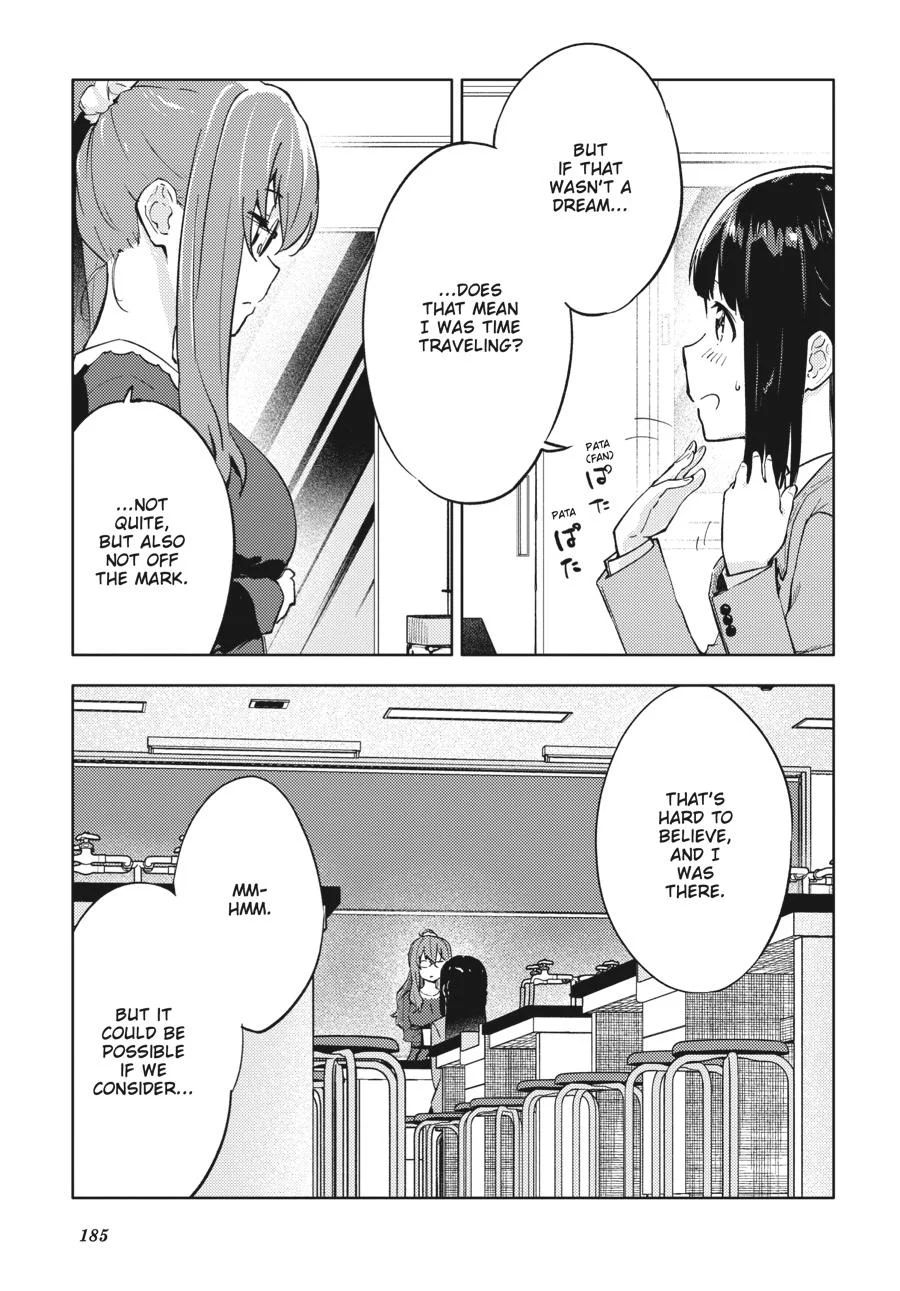 BUT
IF THAT
WASN'T A
DREAM...
...DOES
THAT MEAN
I WAS TIME
TRAVELING?
PATA
(FAN)
ぱた
PATA
ぱた
...NOT
QUITE,
BUT ALSO
NOT OFF
THE MARK.
THAT'S
HARD TO
BELIEVE,
AND I
WAS
THERE.
MM-
HMM.
BUT IT
COULD BE
POSSIBLE
IF WE
CONSIDER...
185